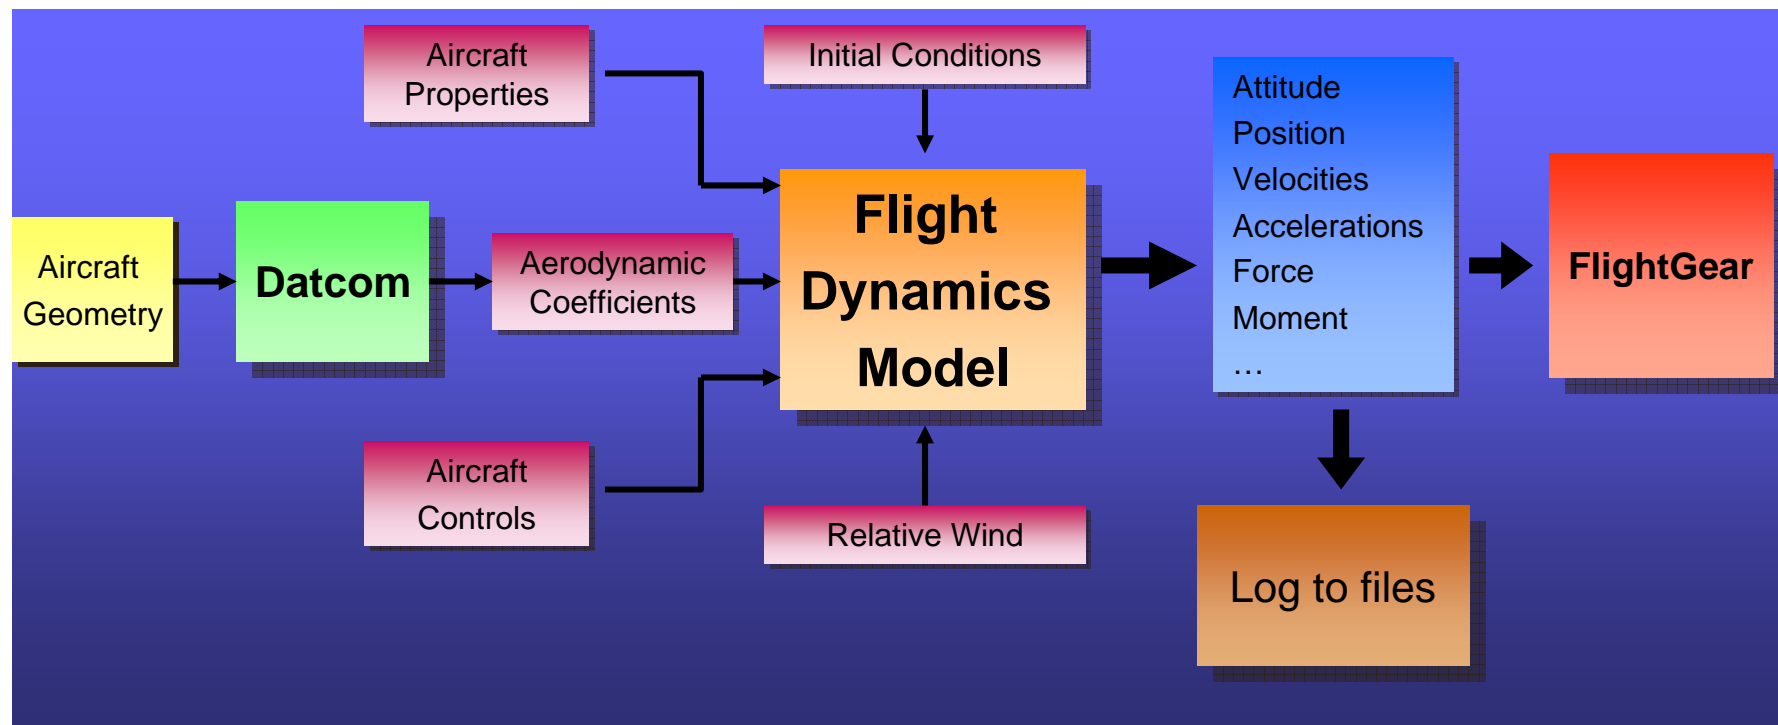 Aircraft
Properties
Initial Conditions
Aircraft
Geometry
Datcom
Aerodynamic
Coefficients
Flight
Dynamics
Model
Aircraft
Controls
Relative Wind
Attitude
Position
Velocities
Accelerations
Force
Moment
…
FlightGear
Log to files